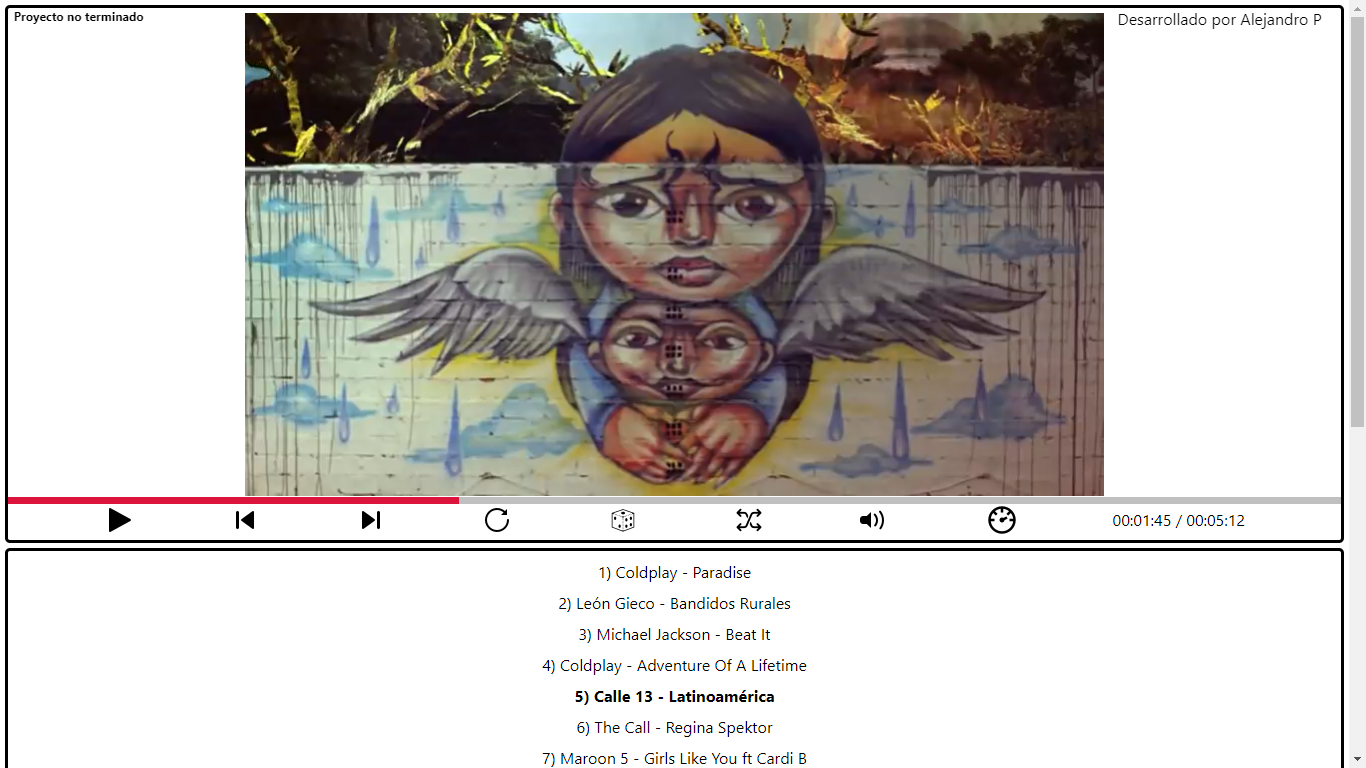 Proyecto no terminado
Desarrollado por Alejandro P
00:01:45 / 00:05:12
1) Coldplay - Paradise
2) León Gieco - Bandidos Rurales
3) Michael Jackson - Beat It
4) Coldplay - Adventure Of A Lifetime
5) Calle 13 - Latinoamérica
6) The Call - Regina Spektor
7) Maroon 5 - Girls Like You ft Cardi B